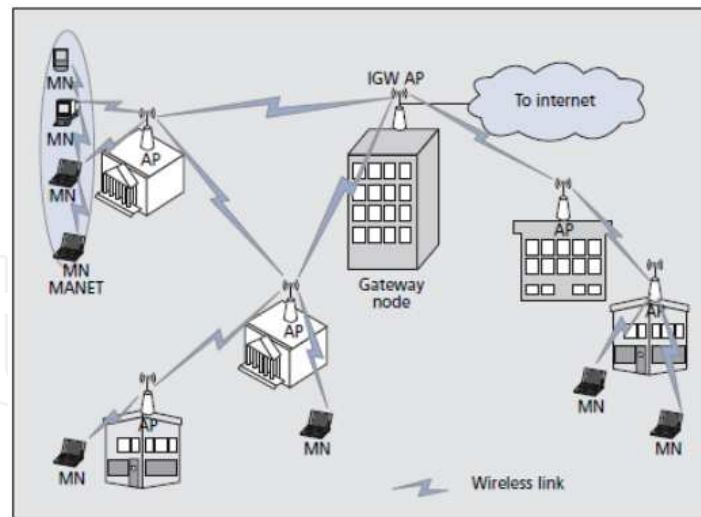 MN
IGW AP
To internet
MN
AP
MN
AP
MN
MANET
Gateway
node
AP
AP
MN
AP
MN
MN
MN
Wireless link